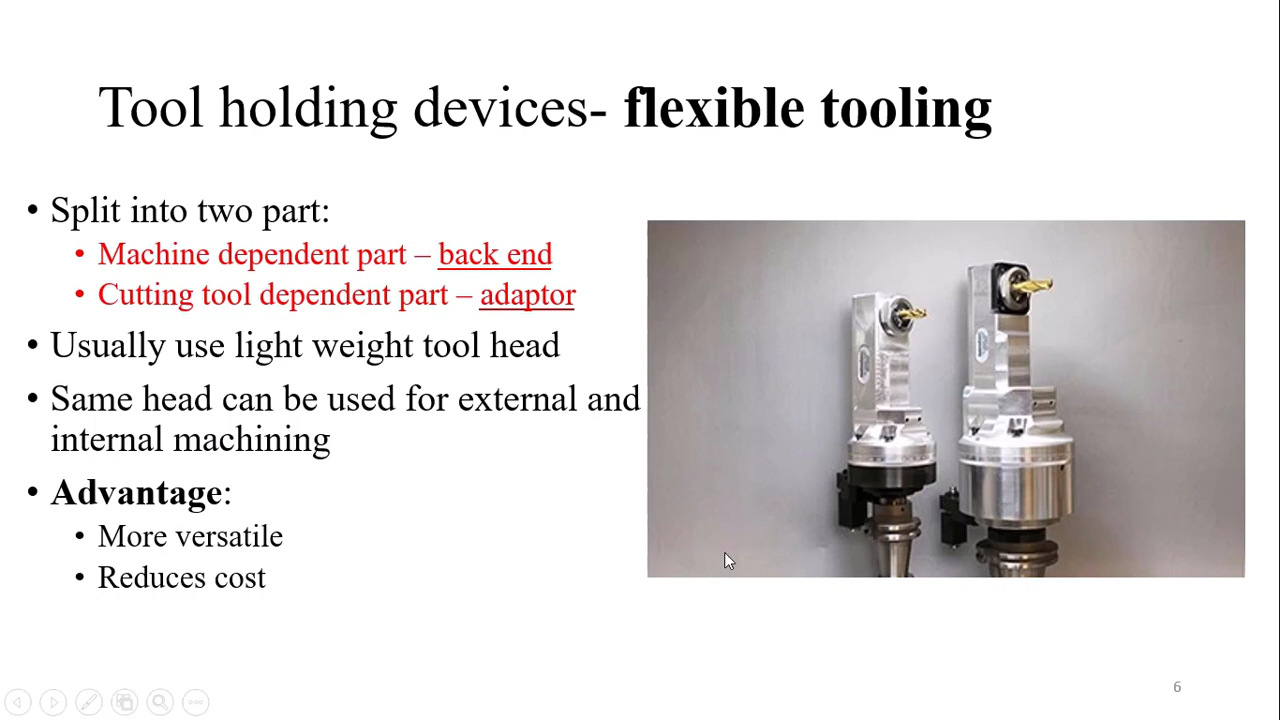 Tool holding devices- flexible tooling
• Split into two part:
• Machine dependent part – back end
• Cutting tool dependent part – adaptor
• Usually use light weight tool head
• Same head can be used for external and
internal machining
• Advantage:
• More versatile
• Reduces cost
6